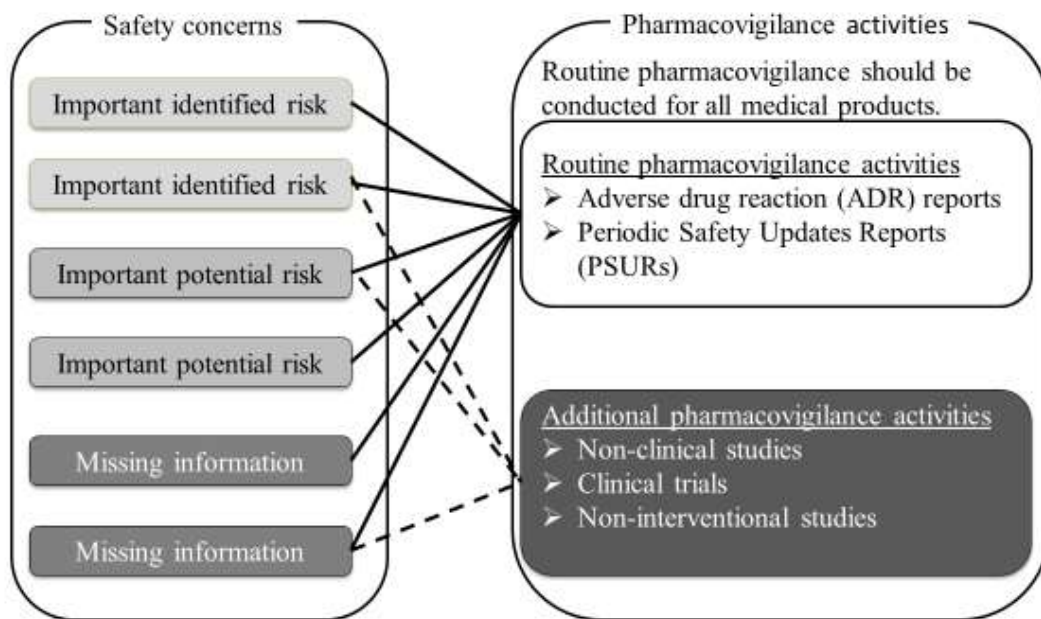 Safety concerns
Important identified risk
Important identified risk
Important potential risk
Important potential risk
Missing information
Missing information
Pharmacovigilance activities
Routine pharmacovigilance should be
conducted for all medical products.
Routine pharmacovigilance activities
➢ Adverse drug reaction (ADR) reports
➢ Periodic Safety Updates Reports
(PSURs)
Additional pharmacovigilance activities
➢ Non-clinical studies
➢ Clinical trials
➢ Non-interventional studies